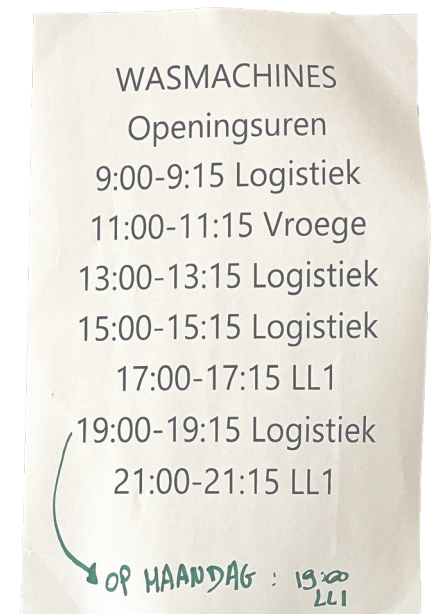 WASMACHINES
Openingsuren
9:00-9:15 Logistiek
11:00-11:15 Vroege
13:00-13:15 Logistiek
15:00-15:15 Logistiek
17:00-17:15 LL1
19:00-19:15 Logistiek
21:00-21:15 LL1
OP MAANDAG : 19:00
LL1